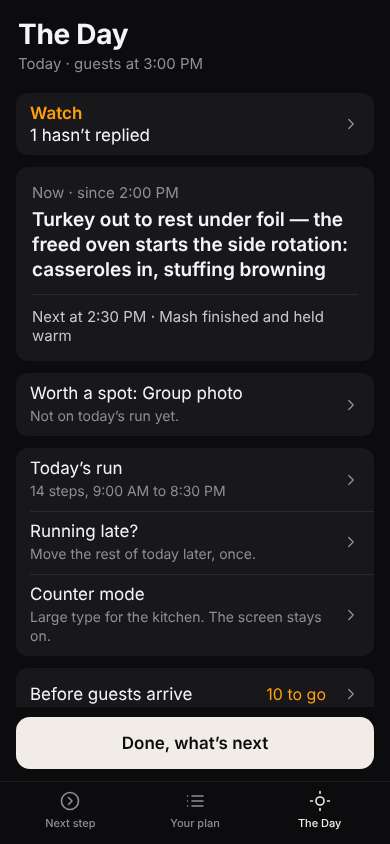 The Day
Today · guests at 3:00 PM
Watch
1 hasn’t replied
Now · since 2:00 PM
Turkey out to rest under foil — the
freed oven starts the side rotation:
casseroles in, stuffing browning
Next at 2:30 PM · Mash finished and held
warm
Worth a spot: Group photo
Not on today’s run yet.
Today’s run
14 steps, 9:00 AM to 8:30 PM
Running late?
Move the rest of today later, once.
Counter mode
Large type for the kitchen. The screen stays
on.
Before guests arrive 10 to go
Done, what’s next
Next step Your plan The Day